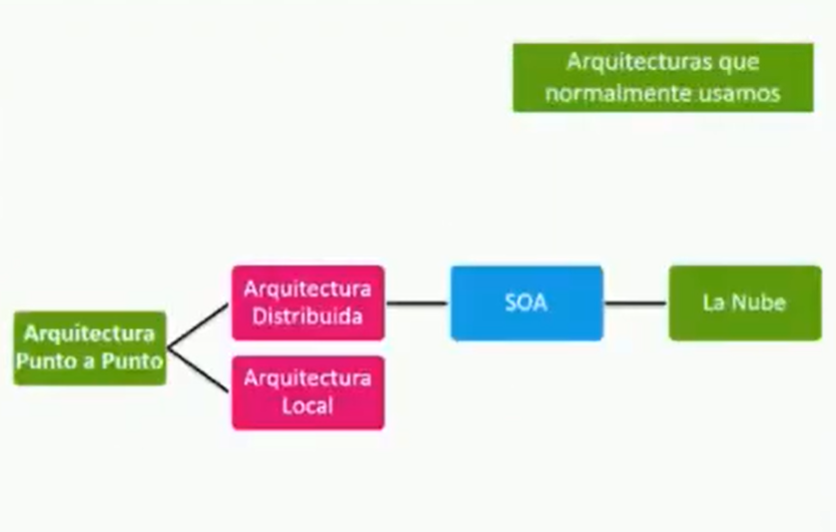 Arquitecturas que
normalmente usamos
Arquitectura
Punto a Punto
Arquitectura
Distribuida
Arquitectura
Local
SOA
La Nube